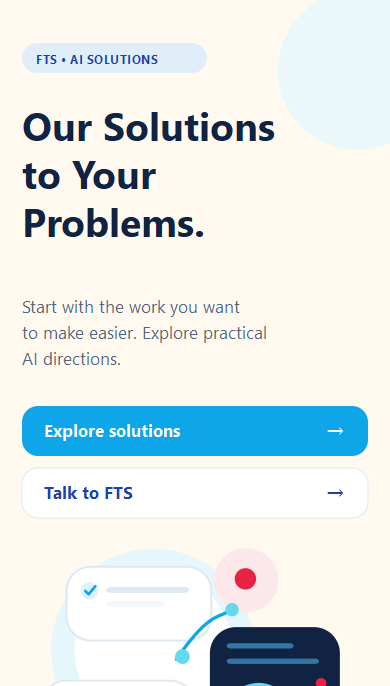 FTS • AI SOLUTIONS
Our Solutions
to Your
Problems.
Start with the work you want
to make easier. Explore practical
AI directions.
Explore solutions →
Talk to FTS →